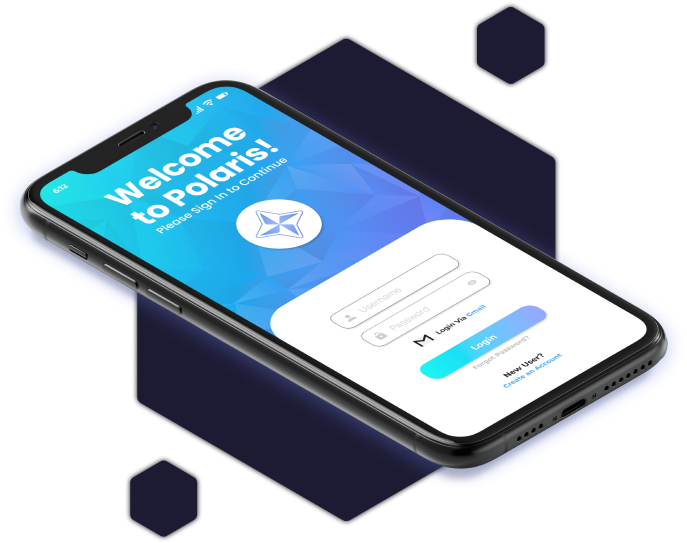 6:12
Welcome
to Polaris!
Please Sign In to Continue
Username
Password
Login Via Gmail
Login
Forgot Password?
New User?
Create an Account